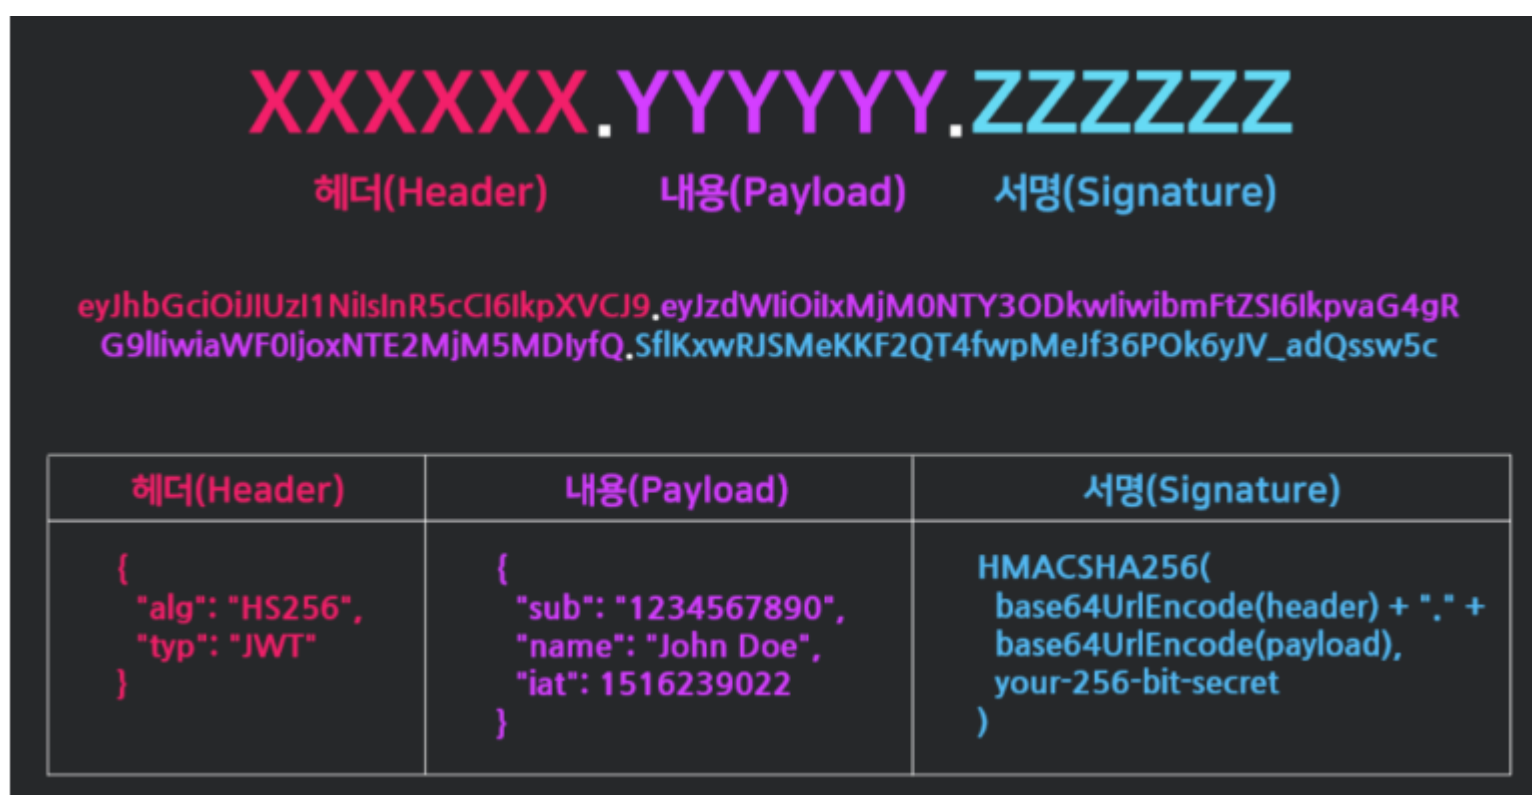 XXXXXX.YYYYYY.ZZZZZZ
헤더(Header) 내용(Payload) 서명(Signature)
eyJhbGciOiJIUzI1NiIsInR5cCI6IkpXVCJ9.eyJzdWIiOiIxMjM0NTY3ODkwIiwibmFtZSI6IkpvaG4gR
G9lIiwiaWF0IjoxNTE2MjM5MDIyfQ.SflKxwRJSMeKKF2QT4fwpMeJf36POk6yJV_adQssw5c
헤더(Header)
{
"alg": "HS256",
"typ": "JWT"
}
내용(Payload)
{
"sub": "1234567890",
"name": "John Doe",
"iat": 1516239022
}
서명(Signature)
HMACSHA256(
base64UrlEncode(header) + "." +
base64UrlEncode(payload),
your-256-bit-secret
)